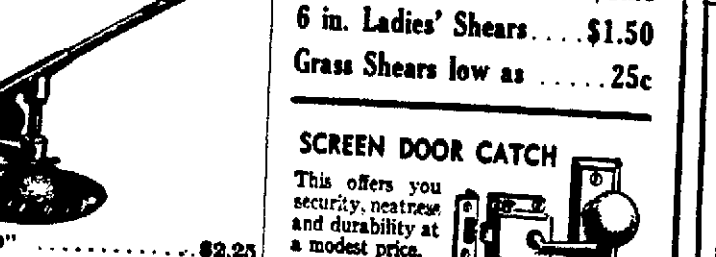 6 in. Ladies' Shears....$1.50
Grass Shears low as ......25c
SCREEN DOOR CATCH
This offers you
security, neatness
and durability at
a modest price.
" ..............$2.25